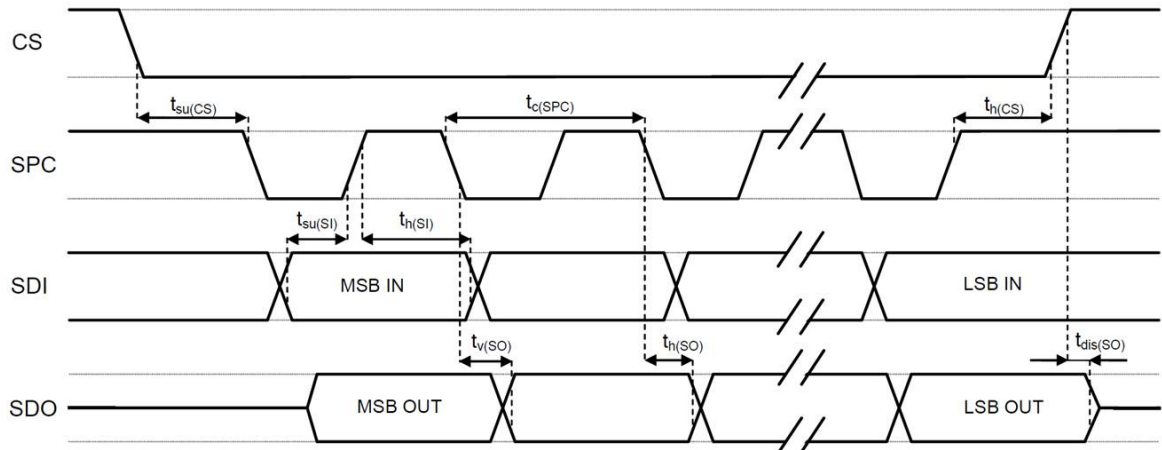 CS
t_su(CS)
t_c(SPC)
t_h(CS)
SPC
t_su(SI)
t_h(SI)
SDI
MSB IN
LSB IN
t_v(SO)
t_h(SO)
t_dis(SO)
SDO
MSB OUT
LSB OUT